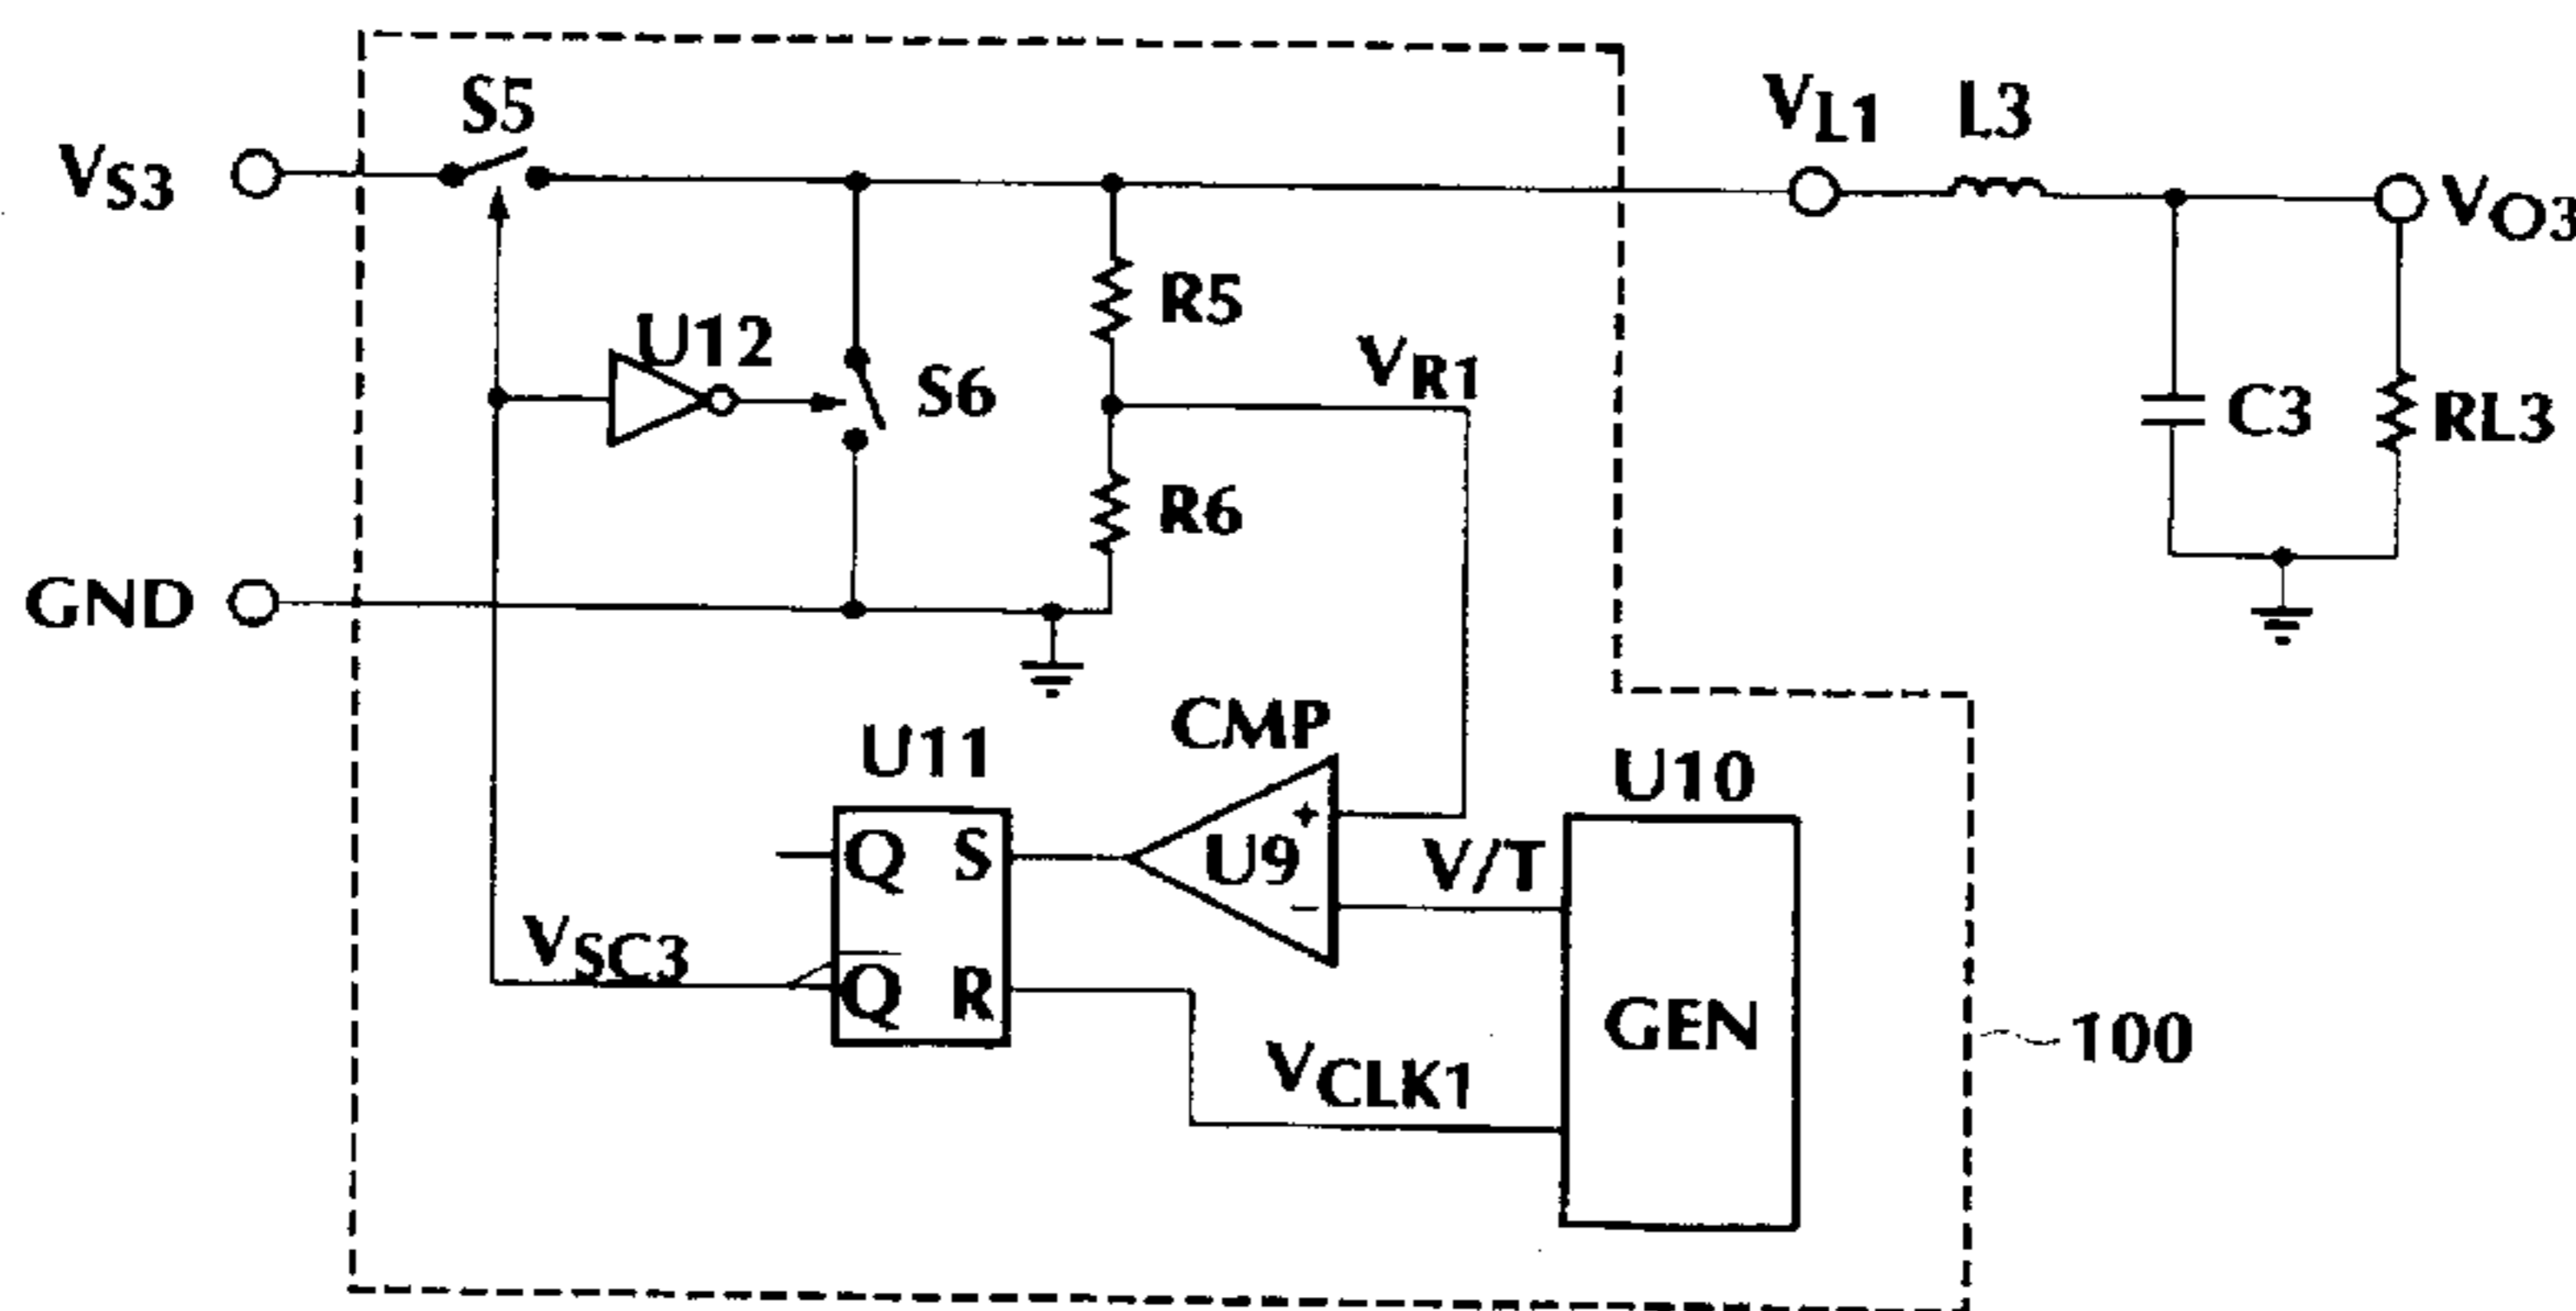 S5
VS3
VL1
L3
VO3
U12
S6
R5
VR1
C3
RL3
R6
GND
CMP
U11
U10
Q
S
+
U9
−
V/T
VSC3
Q̅
R
GEN
VCLK1
100